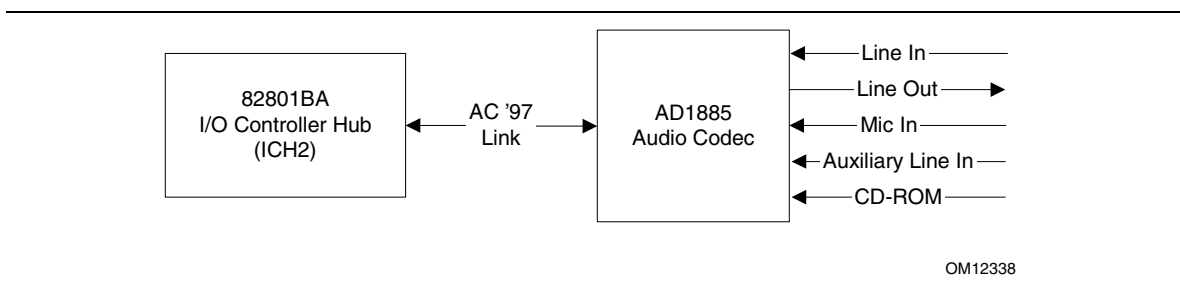 82801BA
I/O Controller Hub
(ICH2)
AC '97
Link
AD1885
Audio Codec
Line In
Line Out
Mic In
Auxiliary Line In
CD-ROM
OM12338